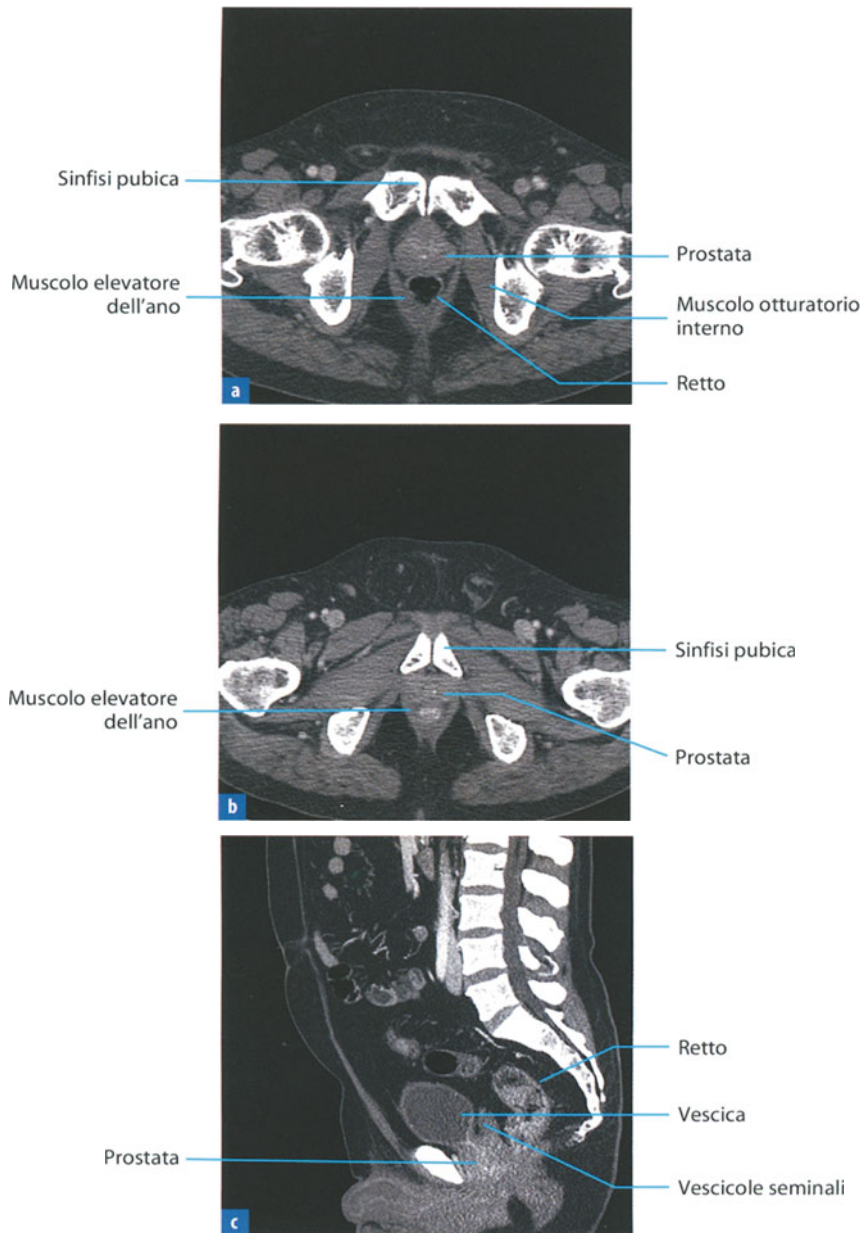 Sinfisi pubica
Prostata
Muscolo elevatore
dell'ano
Muscolo otturatorio
interno
Retto
a
Sinfisi pubica
Muscolo elevatore
dell'ano
Prostata
b
Retto
Vescica
Prostata
Vescicole seminali
c